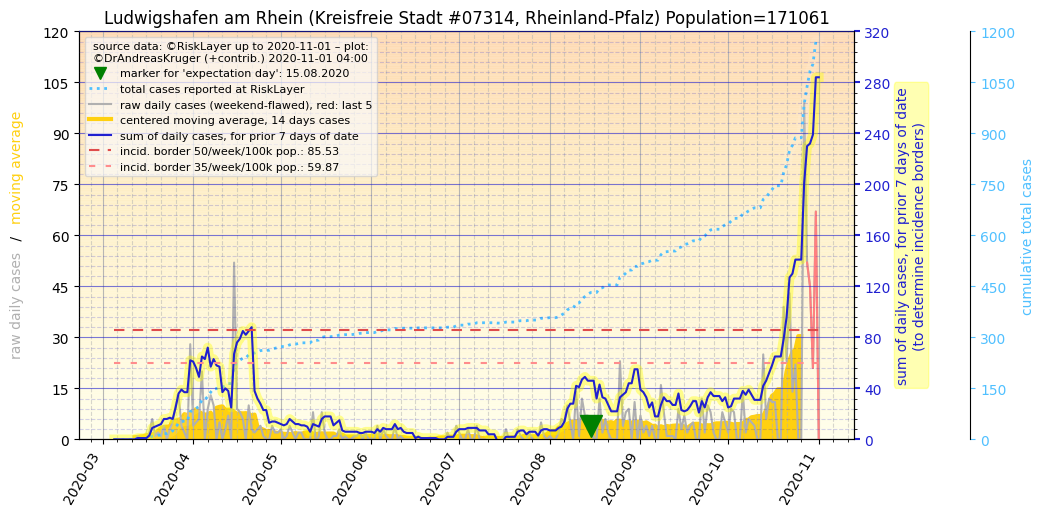 Ludwigshafen am Rhein (Kreisfreie Stadt #07314, Rheinland-Pfalz) Population=171061
source data: ©RiskLayer up to 2020-11-01 – plot:
©DrAndreasKruger (+contrib.) 2020-11-01 04:00
marker for 'expectation day': 15.08.2020
total cases reported at RiskLayer
raw daily cases (weekend-flawed), red: last 5
centered moving average, 14 days cases
sum of daily cases, for prior 7 days of date
incid. border 50/week/100k pop.: 85.53
incid. border 35/week/100k pop.: 59.87
raw daily cases / moving average
120
105
90
75
60
45
30
15
0
2020-03
2020-04
2020-05
2020-06
2020-07
2020-08
2020-09
2020-10
2020-11
320
280
240
200
160
120
80
40
0
sum of daily cases, for prior 7 days of date
(to determine incidence borders)
1200
1050
900
750
600
450
300
150
0
cumulative total cases